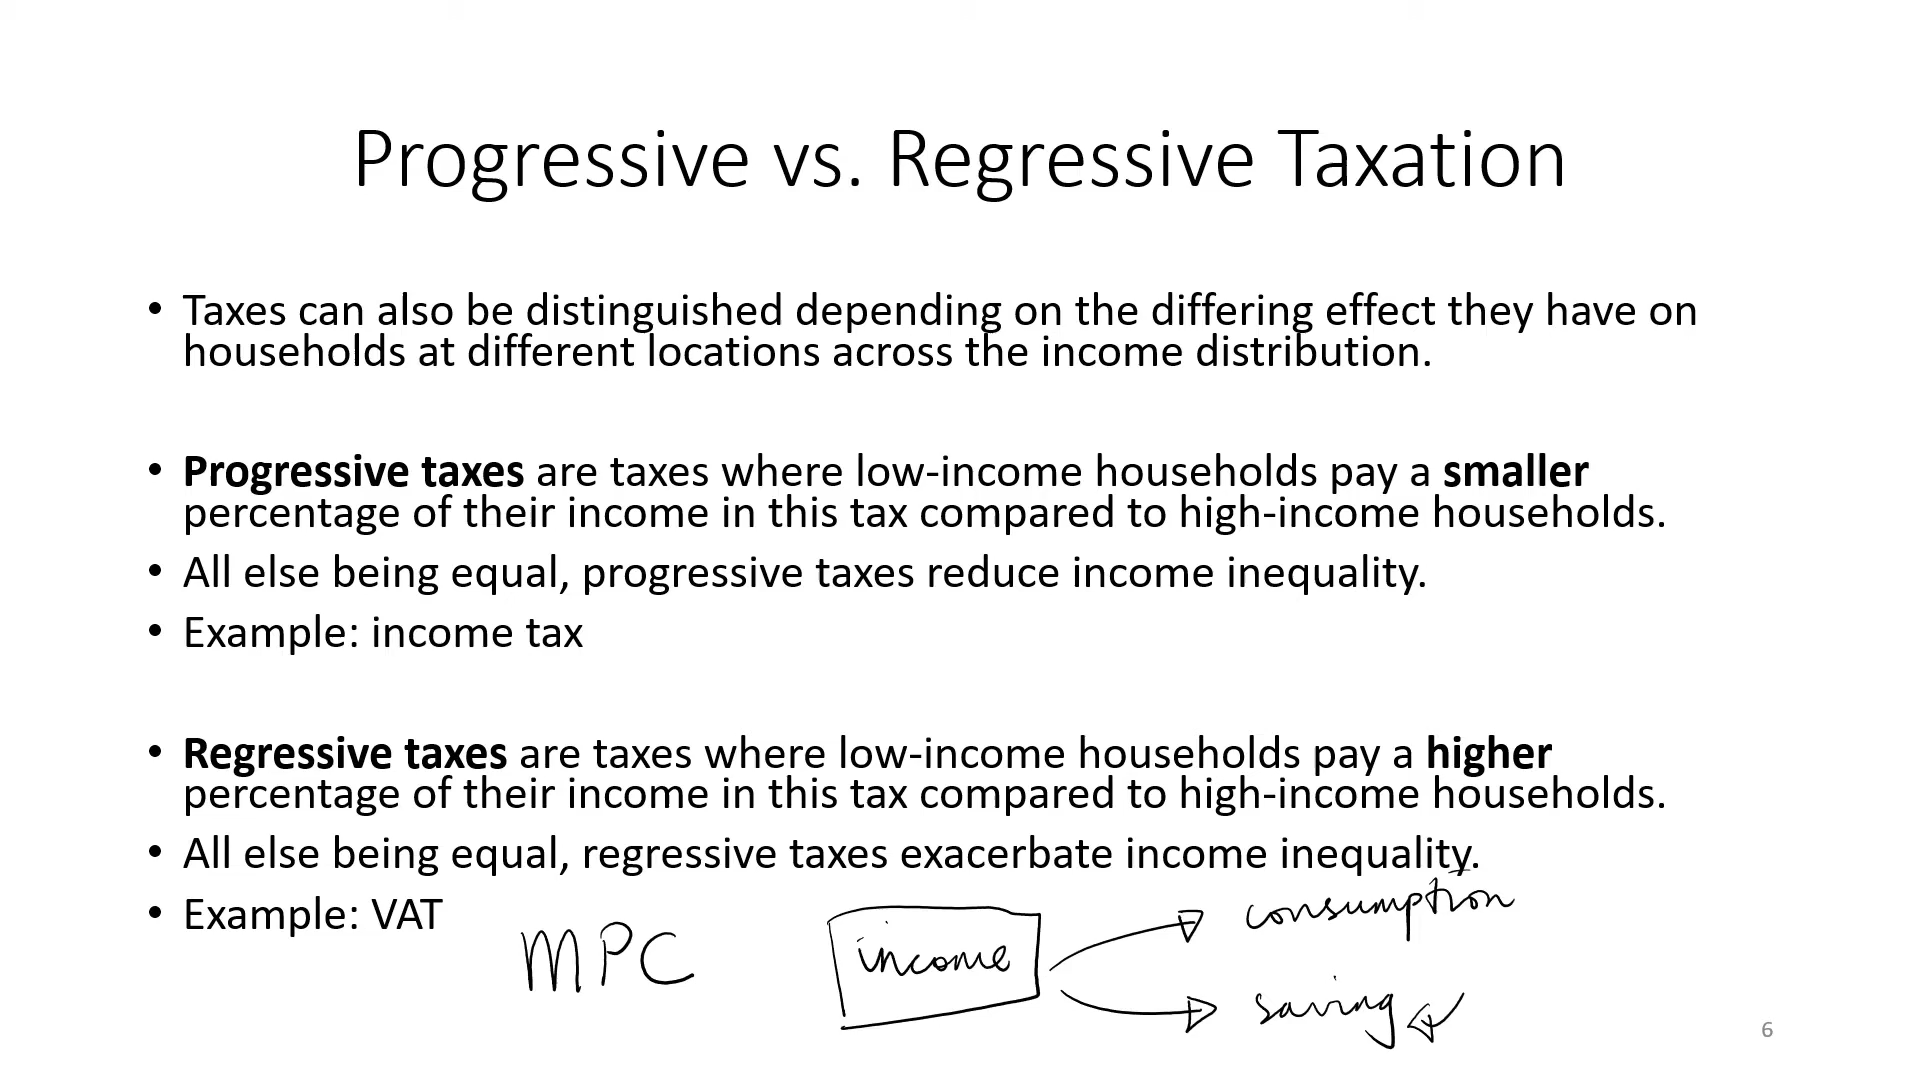 Progressive vs. Regressive Taxation
• Taxes can also be distinguished depending on the differing effect they have on
households at different locations across the income distribution.
• Progressive taxes are taxes where low-income households pay a smaller
percentage of their income in this tax compared to high-income households.
• All else being equal, progressive taxes reduce income inequality.
• Example: income tax
• Regressive taxes are taxes where low-income households pay a higher
percentage of their income in this tax compared to high-income households.
• All else being equal, regressive taxes exacerbate income inequality.
• Example: VAT
MPC
income
consumption
saving
6